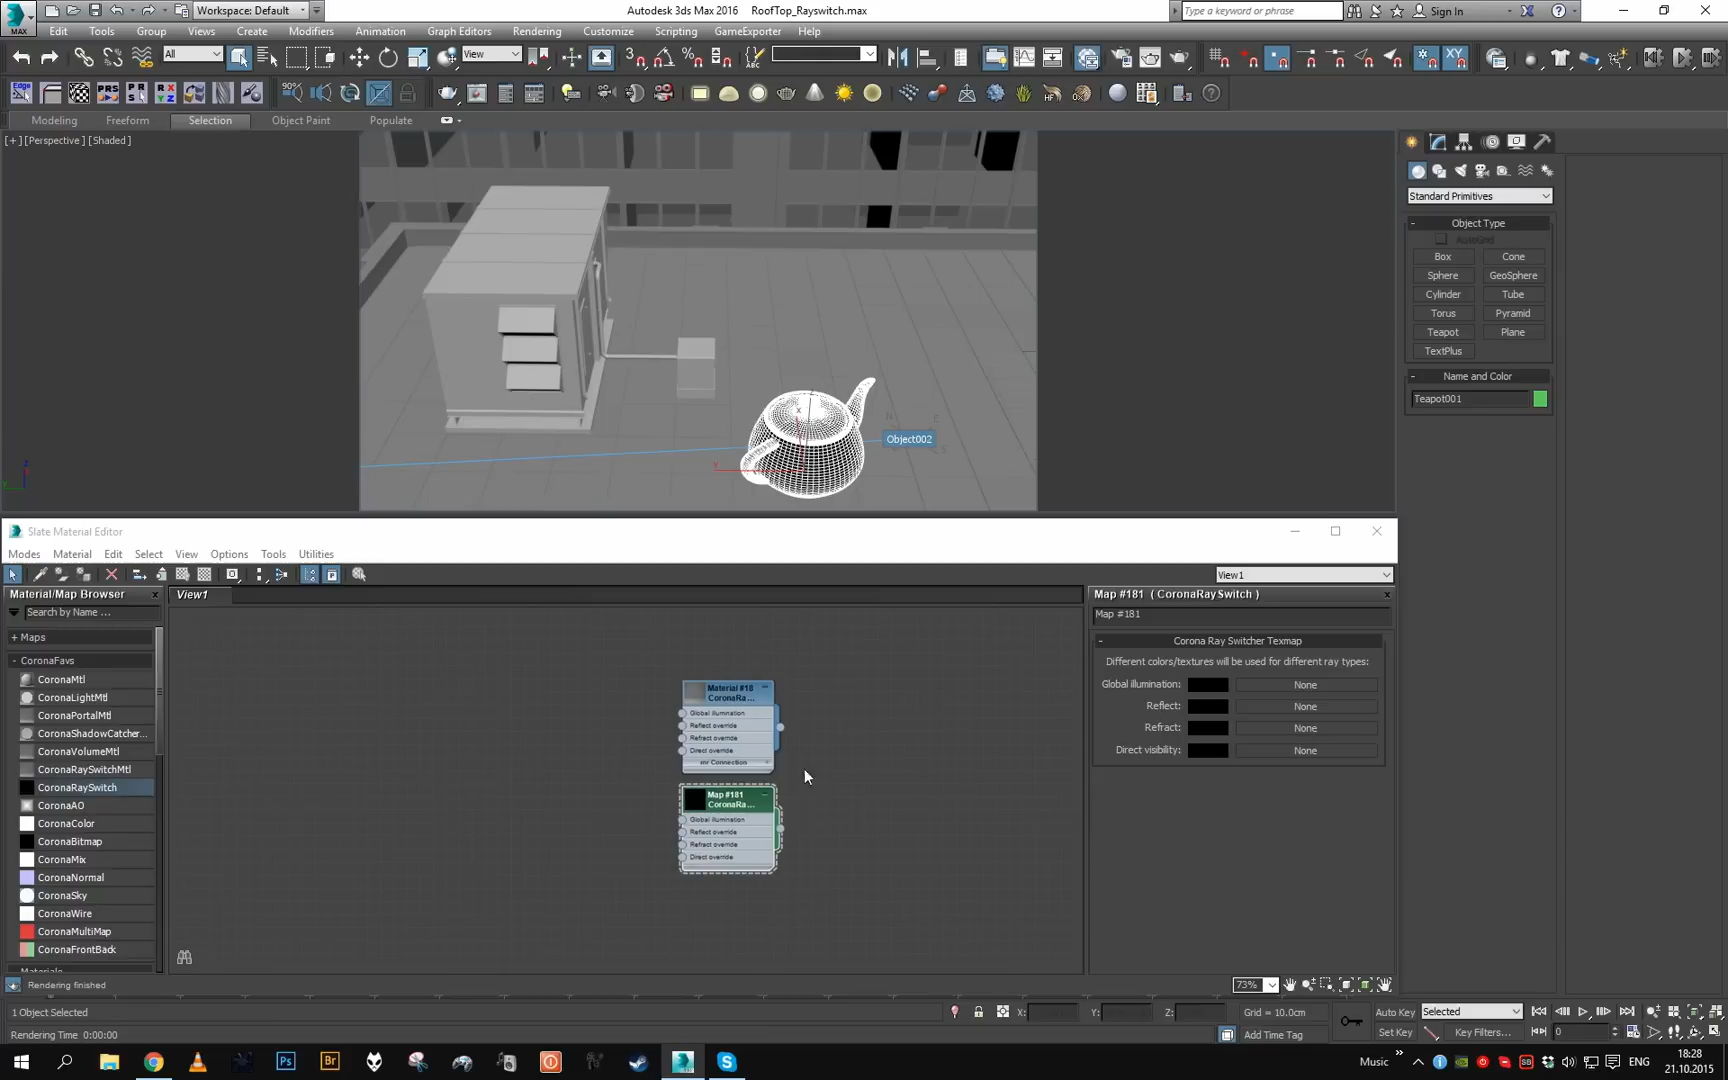 Workspace: Default
Autodesk 3ds Max 2016 RoofTop_Rayswitch.max
Type a keyword or phrase
Sign In
MAX
Edit Tools Group Views Create Modifiers Animation Graph Editors Rendering Customize Scripting GameExporter Help
All
View
XY
Edge
PRS
Modeling Freeform Selection Object Paint Populate
[+] [Perspective] [Shaded]
Object002
Standard Primitives
Object Type
AutoGrid
Box Cone
Sphere GeoSphere
Cylinder Tube
Torus Pyramid
Teapot Plane
TextPlus
Name and Color
Teapot001
Slate Material Editor
Modes Material Edit Select View Options Tools Utilities
View1
Material/Map Browser
Search by Name ...
+ Maps
- CoronaFavs
CoronaMtl
CoronaLightMtl
CoronaPortalMtl
CoronaShadowCatcher...
CoronaVolumeMtl
CoronaRaySwitchMtl
CoronaRaySwitch
CoronaAO
CoronaColor
CoronaBitmap
CoronaMix
CoronaNormal
CoronaSky
CoronaWire
CoronaMultiMap
CoronaFrontBack
Materials
View1
Material #18
CoronaRa...
Global illumination
Reflect override
Refract override
Direct override
mr Connection
Map #181
CoronaRa...
Global illumination
Reflect override
Refract override
Direct override
Map #181 ( CoronaRaySwitch )
Map #181
Corona Ray Switcher Texmap
Different colors/textures will be used for different ray types:
Global illumination: None
Reflect: None
Refract: None
Direct visibility: None
Rendering finished
73%
1 Object Selected
X: Y: Z: Grid = 10.0cm
Auto Key Selected
Rendering Time 0:00:00
Add Time Tag
Set Key Key Filters...
0
Ps
Br
Music
ENG
18:28
21.10.2015